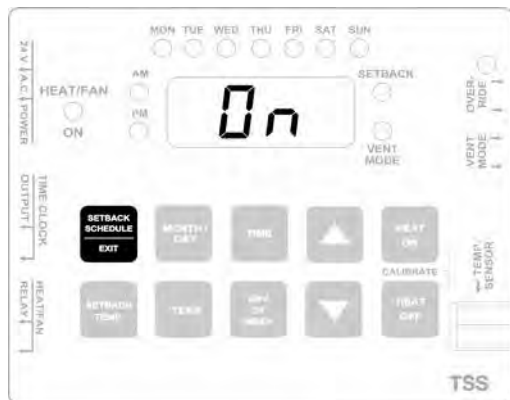 MON TUE WED THU FRI SAT SUN
24 V A.C. POWER
HEAT/FAN
ON
AM
PM
On
SETBACK
VENT
MODE
OVER-
RIDE
VENT
MODE
TIME CLOCK
OUTPUT
SETBACK
SCHEDULE
EXIT
MONTH /
DAY
TIME
HEAT
ON
CALIBRATE
TEMP.
SENSOR
HEAT/FAN
RELAY
SETBACK
TEMP
TEMP
DAY
OF
WEEK
HEAT
OFF
TSS